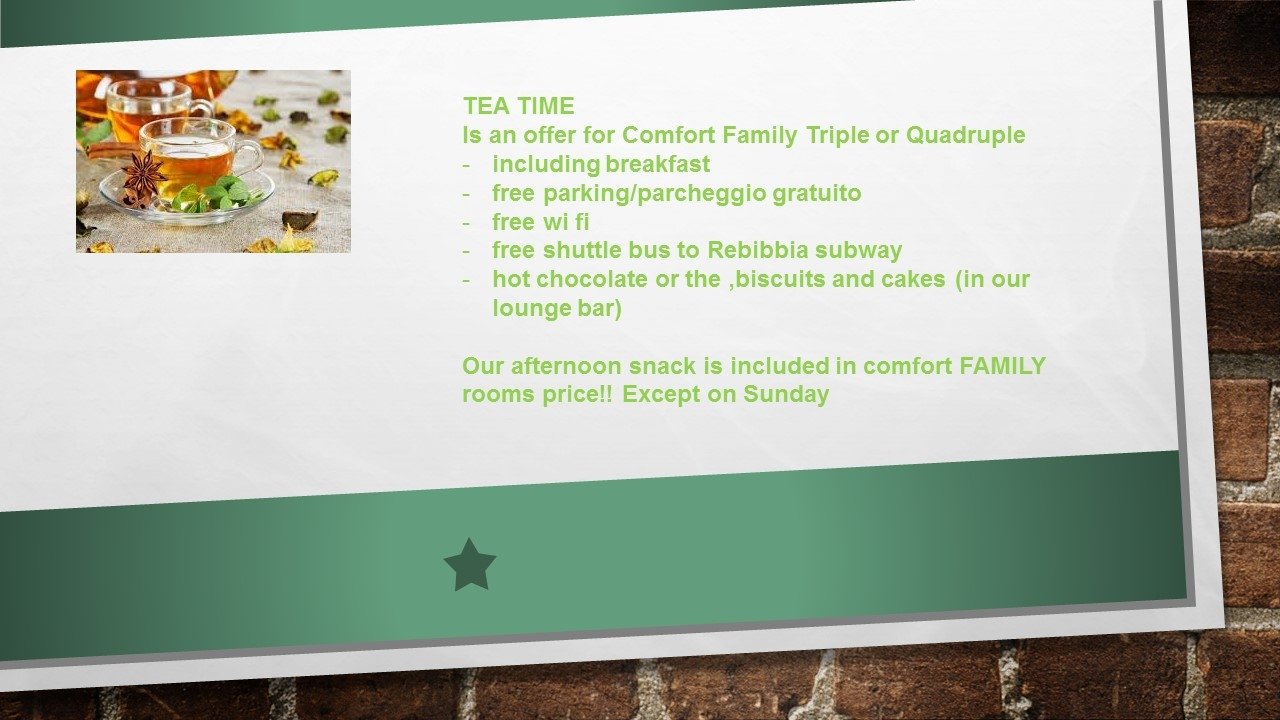 TEA TIME
Is an offer for Comfort Family Triple or Quadruple
- including breakfast
- free parking/parcheggio gratuito
- free wi fi
- free shuttle bus to Rebibbia subway
- hot chocolate or the ,biscuits and cakes (in our
lounge bar)
Our afternoon snack is included in comfort FAMILY
rooms price!! Except on Sunday